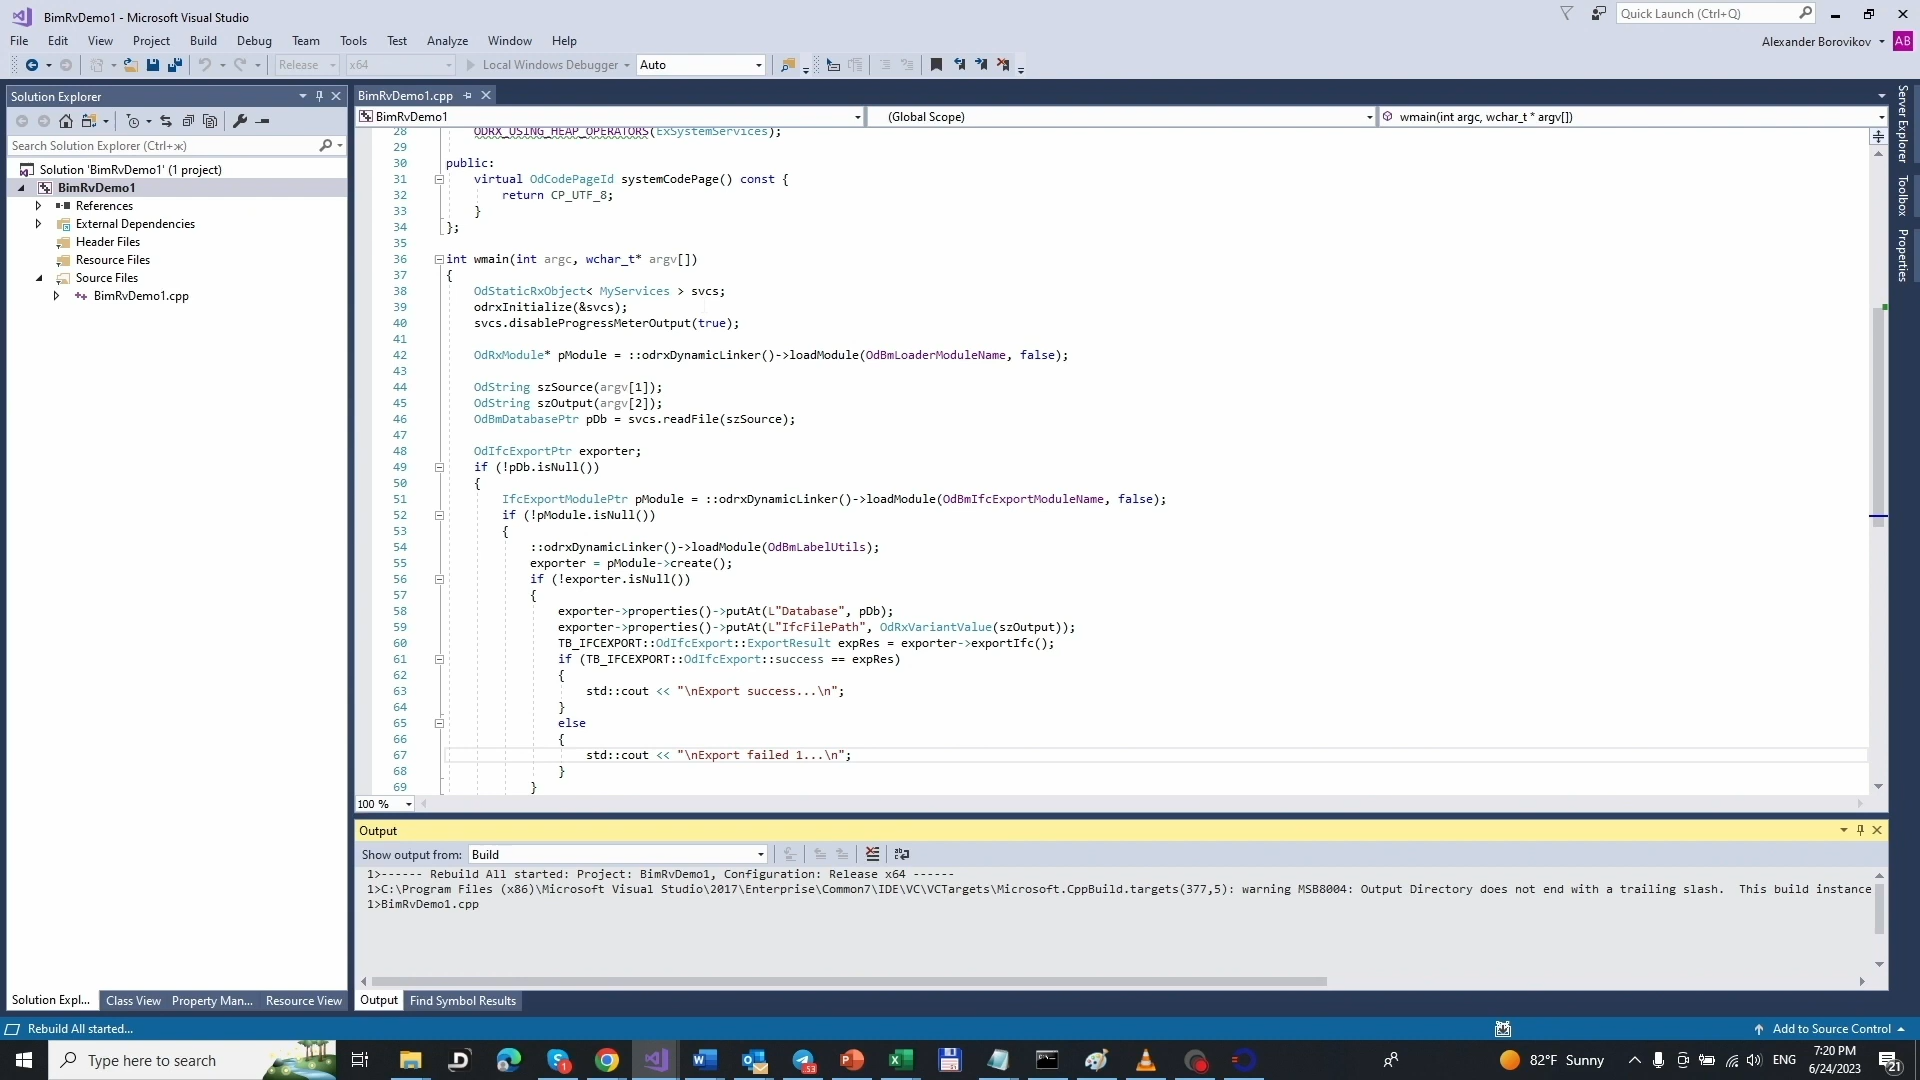 BimRvDemo1 - Microsoft Visual Studio
Quick Launch (Ctrl+Q)
File Edit View Project Build Debug Team Tools Test Analyze Window Help
Alexander Borovikov AB
Release x64 Local Windows Debugger Auto
Solution Explorer
Search Solution Explorer (Ctrl+ж)
Solution 'BimRvDemo1' (1 project)
BimRvDemo1
References
External Dependencies
Header Files
Resource Files
Source Files
BimRvDemo1.cpp
Solution Expl... Class View Property Man... Resource View
BimRvDemo1.cpp
BimRvDemo1 (Global Scope) wmain(int argc, wchar_t * argv[])
28 ODRX_USING_HEAP_OPERATORS(ExSystemServices);
29
30 public:
31 virtual OdCodePageId systemCodePage() const {
32 return CP_UTF_8;
33 }
34 };
35
36 int wmain(int argc, wchar_t* argv[])
37 {
38 OdStaticRxObject< MyServices > svcs;
39 odrxInitialize(&svcs);
40 svcs.disableProgressMeterOutput(true);
41
42 OdRxModule* pModule = ::odrxDynamicLinker()->loadModule(OdBmLoaderModuleName, false);
43
44 OdString szSource(argv[1]);
45 OdString szOutput(argv[2]);
46 OdBmDatabasePtr pDb = svcs.readFile(szSource);
47
48 OdIfcExportPtr exporter;
49 if (!pDb.isNull())
50 {
51 IfcExportModulePtr pModule = ::odrxDynamicLinker()->loadModule(OdBmIfcExportModuleName, false);
52 if (!pModule.isNull())
53 {
54 ::odrxDynamicLinker()->loadModule(OdBmLabelUtils);
55 exporter = pModule->create();
56 if (!exporter.isNull())
57 {
58 exporter->properties()->putAt(L"Database", pDb);
59 exporter->properties()->putAt(L"IfcFilePath", OdRxVariantValue(szOutput));
60 TB_IFCEXPORT::OdIfcExport::ExportResult expRes = exporter->exportIfc();
61 if (TB_IFCEXPORT::OdIfcExport::success == expRes)
62 {
63 std::cout << "\nExport success...\n";
64 }
65 else
66 {
67 std::cout << "\nExport failed 1...\n";
68 }
69 }
100 %
Output
Show output from: Build
1>------ Rebuild All started: Project: BimRvDemo1, Configuration: Release x64 ------
1>C:\Program Files (x86)\Microsoft Visual Studio\2017\Enterprise\Common7\IDE\VC\VCTargets\Microsoft.CppBuild.targets(377,5): warning MSB8004: Output Directory does not end with a trailing slash.  This build instance
1>BimRvDemo1.cpp
Output Find Symbol Results
Server Explorer
Toolbox
Properties
Rebuild All started...
Add to Source Control
Type here to search
82°F Sunny
ENG
7:20 PM
6/24/2023
21